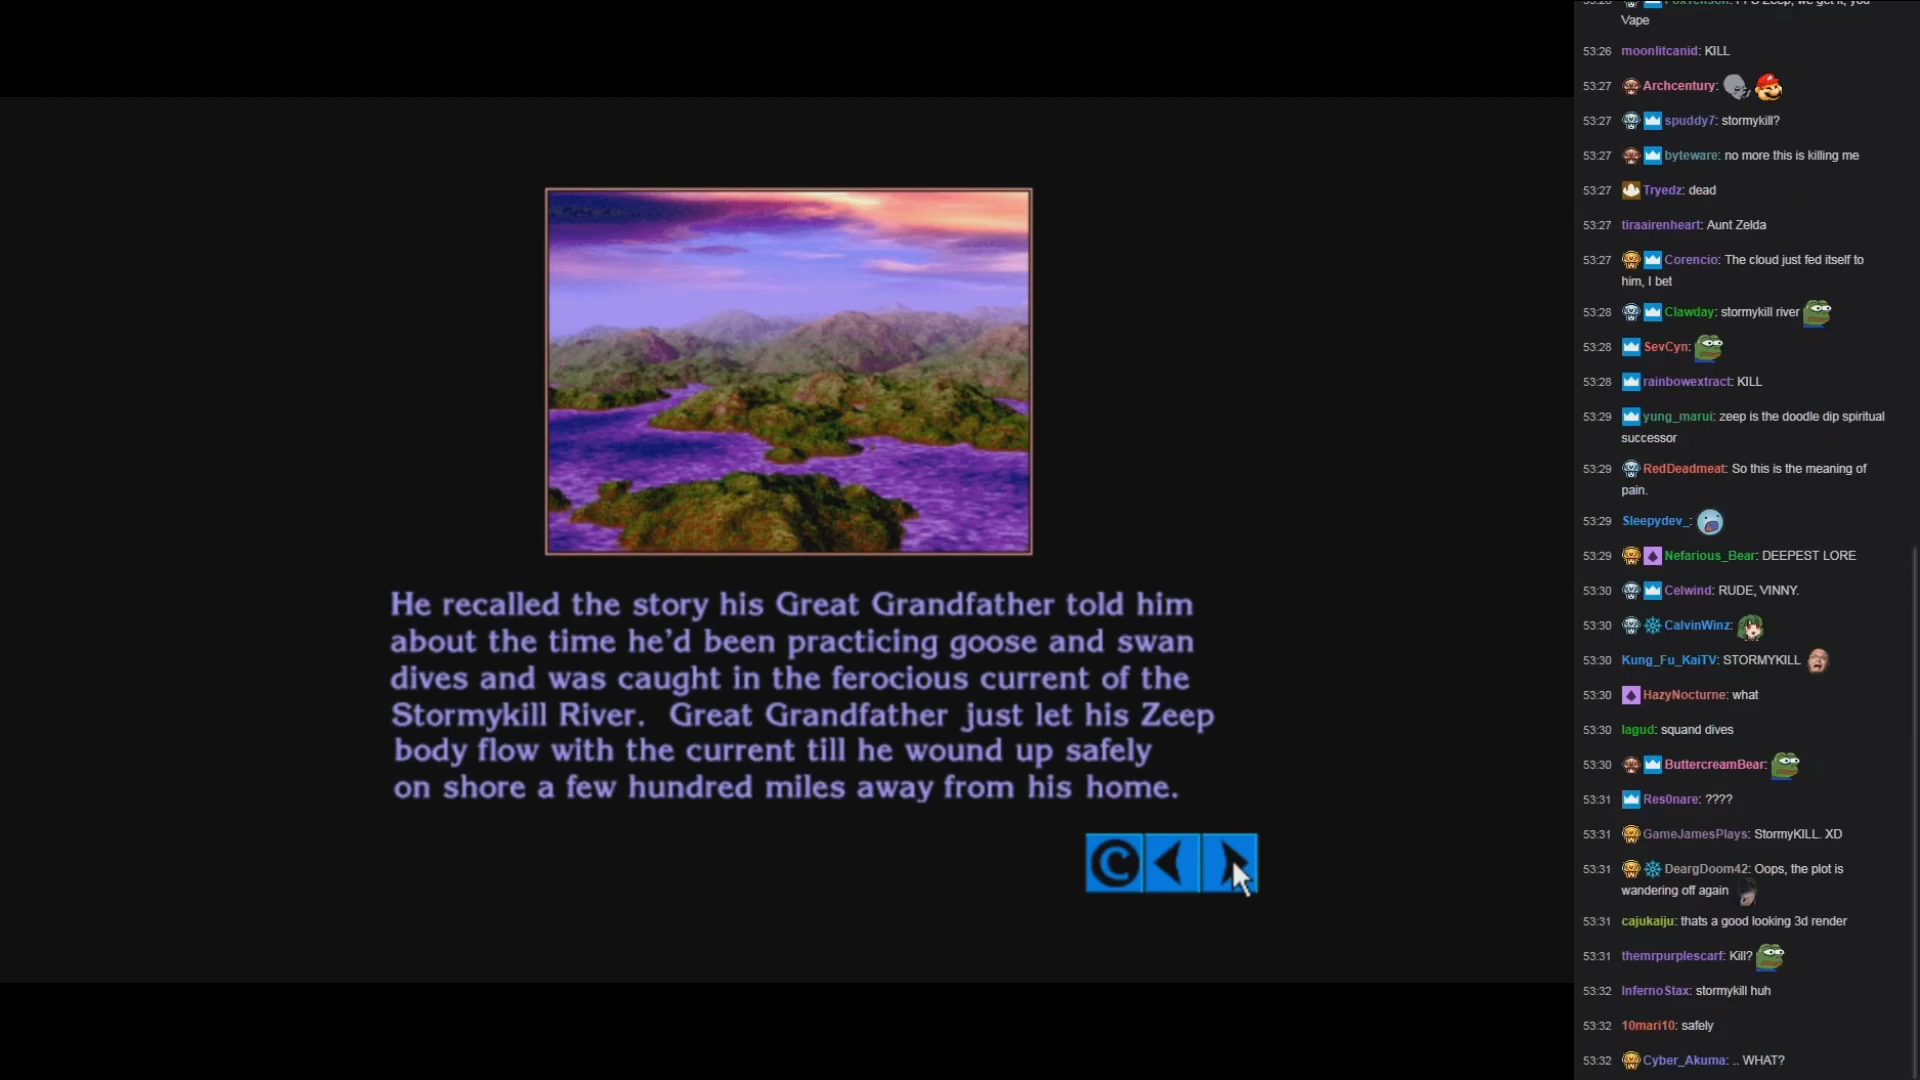 He recalled the story his Great Grandfather told him
about the time he'd been practicing goose and swan
dives and was caught in the ferocious current of the
Stormykill River. Great Grandfather just let his Zeep
body flow with the current till he wound up safely
on shore a few hundred miles away from his home.
©
Vape
53:26 moonlitcanid: KILL
53:27 Archcentury:
53:27 spuddy7: stormykill?
53:27 byteware: no more this is killing me
53:27 Tryedz: dead
53:27 tiraairenheart: Aunt Zelda
53:27 Corencio: The cloud just fed itself to
him, I bet
53:28 Clawday: stormykill river
53:28 SevCyn:
53:28 rainbowextract: KILL
53:29 yung_marui: zeep is the doodle dip spiritual
successor
53:29 RedDeadmeat: So this is the meaning of
pain.
53:29 Sleepydev_:
53:29 Nefarious_Bear: DEEPEST LORE
53:30 Celwind: RUDE, VINNY.
53:30 CalvinWinz:
53:30 Kung_Fu_KaiTV: STORMYKILL
53:30 HazyNocturne: what
53:30 lagud: squand dives
53:30 ButtercreamBear:
53:31 Res0nare: ????
53:31 GameJamesPlays: StormyKILL. XD
53:31 DeargDoom42: Oops, the plot is
wandering off again
53:31 cajukaiju: thats a good looking 3d render
53:31 themrpurplescarf: Kill?
53:32 InfernoStax: stormykill huh
53:32 10mari10: safely
53:32 Cyber_Akuma: .. WHAT?